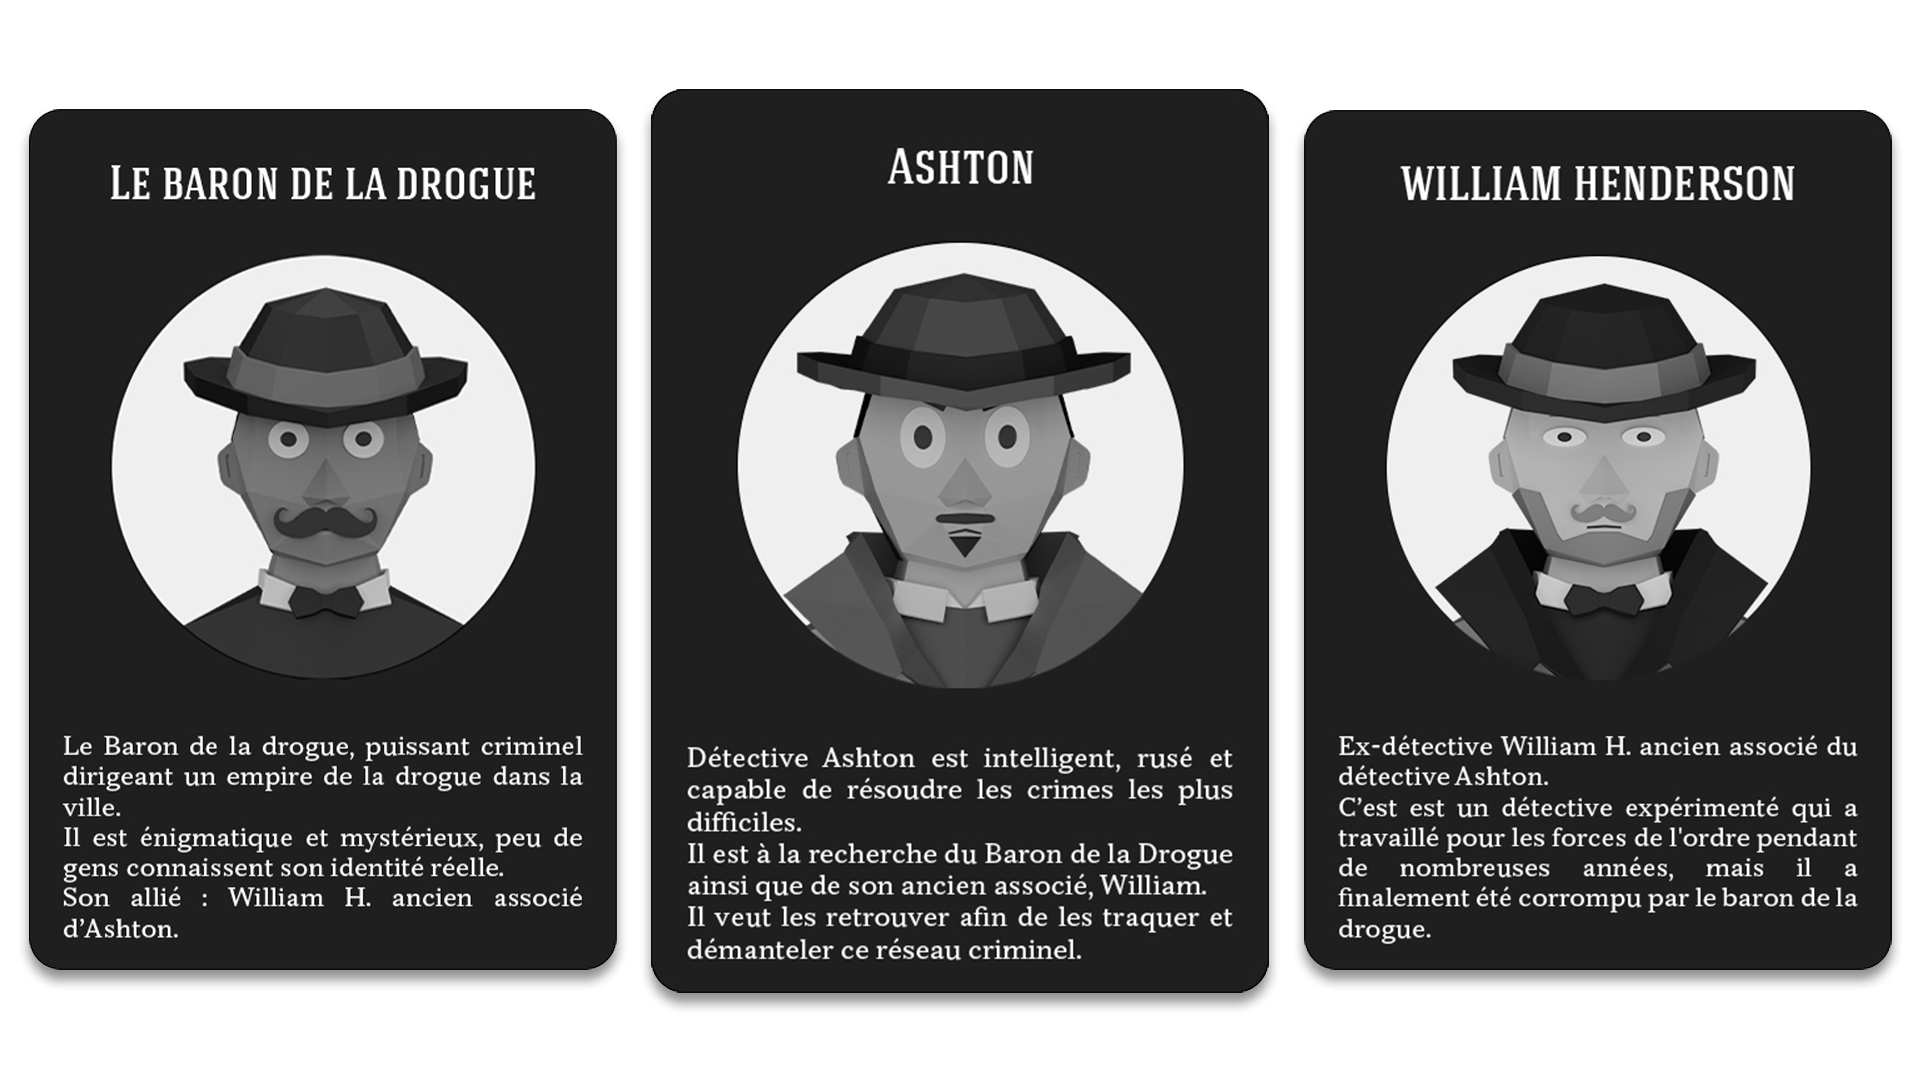 Le baron de la drogue
Le Baron de la drogue, puissant criminel
dirigeant un empire de la drogue dans la
ville.
Il est énigmatique et mystérieux, peu de
gens connaissent son identité réelle.
Son allié : William H. ancien associé
d’Ashton.
Ashton
Détective Ashton est intelligent, rusé et
capable de résoudre les crimes les plus
difficiles.
Il est à la recherche du Baron de la Drogue
ainsi que de son ancien associé, William.
Il veut les retrouver afin de les traquer et
démanteler ce réseau criminel.
WILLIAM HENDERSON
Ex-détective William H. ancien associé du
détective Ashton.
C’est est un détective expérimenté qui a
travaillé pour les forces de l'ordre pendant
de nombreuses années, mais il a
finalement été corrompu par le baron de la
drogue.